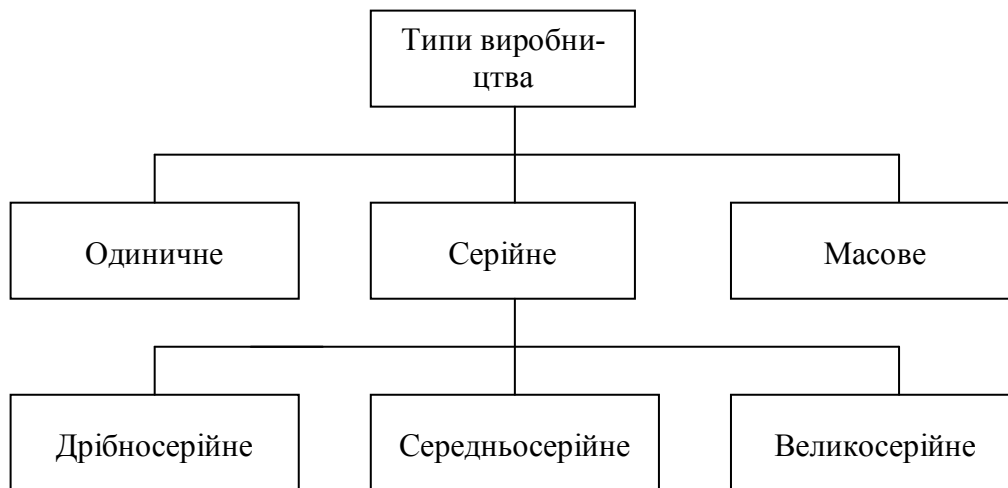 Типи виробни-
цтва
Одиничне
Серійне
Масове
Дрібносерійне
Середньосерійне
Великосерійне